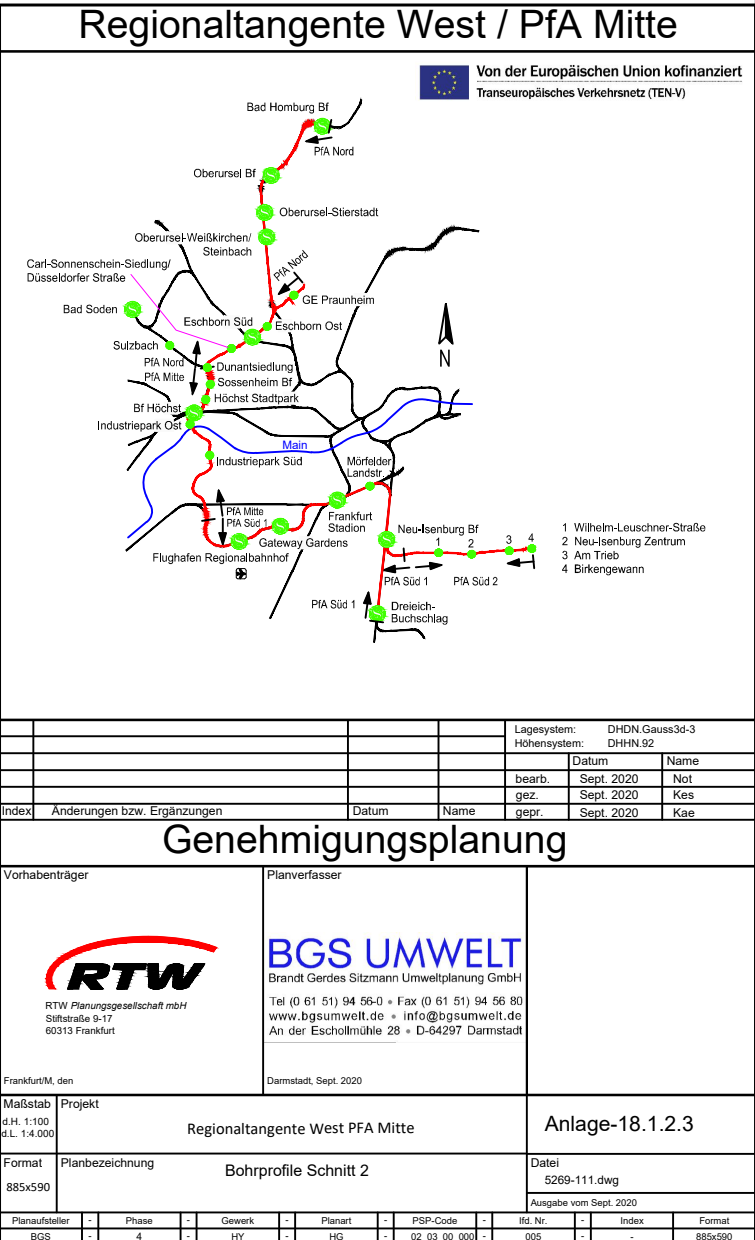 Regionaltangente West / PfA Mitte
Von der Europäischen Union kofinanziert
Transeuropäisches Verkehrsnetz (TEN-V)
Bad Homburg Bf
PfA Nord
Oberursel Bf
Oberursel-Stierstadt
Oberursel-Weißkirchen/
Steinbach
Carl-Sonnenschein-Siedlung/
Düsseldorfer Straße
PfA Nord
GE Praunheim
Bad Soden
Eschborn Süd
Eschborn Ost
Sulzbach
N
PfA Nord
PfA Mitte
Dunantsiedlung
Sossenheim Bf
Höchst Stadtpark
Bf Höchst
Industriepark Ost
Main
Industriepark Süd
Mörfelder
Landstr.
PfA Mitte
PfA Süd 1
Frankfurt
Stadion
Gateway Gardens
Flughafen Regionalbahnhof
Neu-Isenburg Bf
1
2
3
4
1 Wilhelm-Leuschner-Straße
2 Neu-Isenburg Zentrum
3 Am Trieb
4 Birkengewann
PfA Süd 1
PfA Süd 2
PfA Süd 1
Dreieich-
Buchschlag
Lagesystem: DHDN.Gauss3d-3
Höhensystem: DHHN.92
Datum Name
bearb. Sept. 2020 Not
gez. Sept. 2020 Kes
Index Änderungen bzw. Ergänzungen Datum Name gepr. Sept. 2020 Kae
Genehmigungsplanung
Vorhabenträger
RTW
RTW Planungsgesellschaft mbH
Stiftstraße 9-17
60313 Frankfurt
Frankfurt/M, den
Planverfasser
BGS UMWELT
Brandt Gerdes Sitzmann Umweltplanung GmbH
Tel (0 61 51) 94 56-0 • Fax (0 61 51) 94 56 80
www.bgsumwelt.de • info@bgsumwelt.de
An der Eschollmühle 28 • D-64297 Darmstadt
Darmstadt, Sept. 2020
Maßstab
d.H. 1:100
d.L. 1:4.000
Projekt
Regionaltangente West PFA Mitte
Anlage-18.1.2.3
Format
885x590
Planbezeichnung
Bohrprofile Schnitt 2
Datei
5269-111.dwg
Ausgabe vom Sept. 2020
Planaufsteller - Phase - Gewerk - Planart - PSP-Code - lfd. Nr. - Index Format
BGS - 4 - HY - HG - 02 03 00 000 - 005 - - 885x590